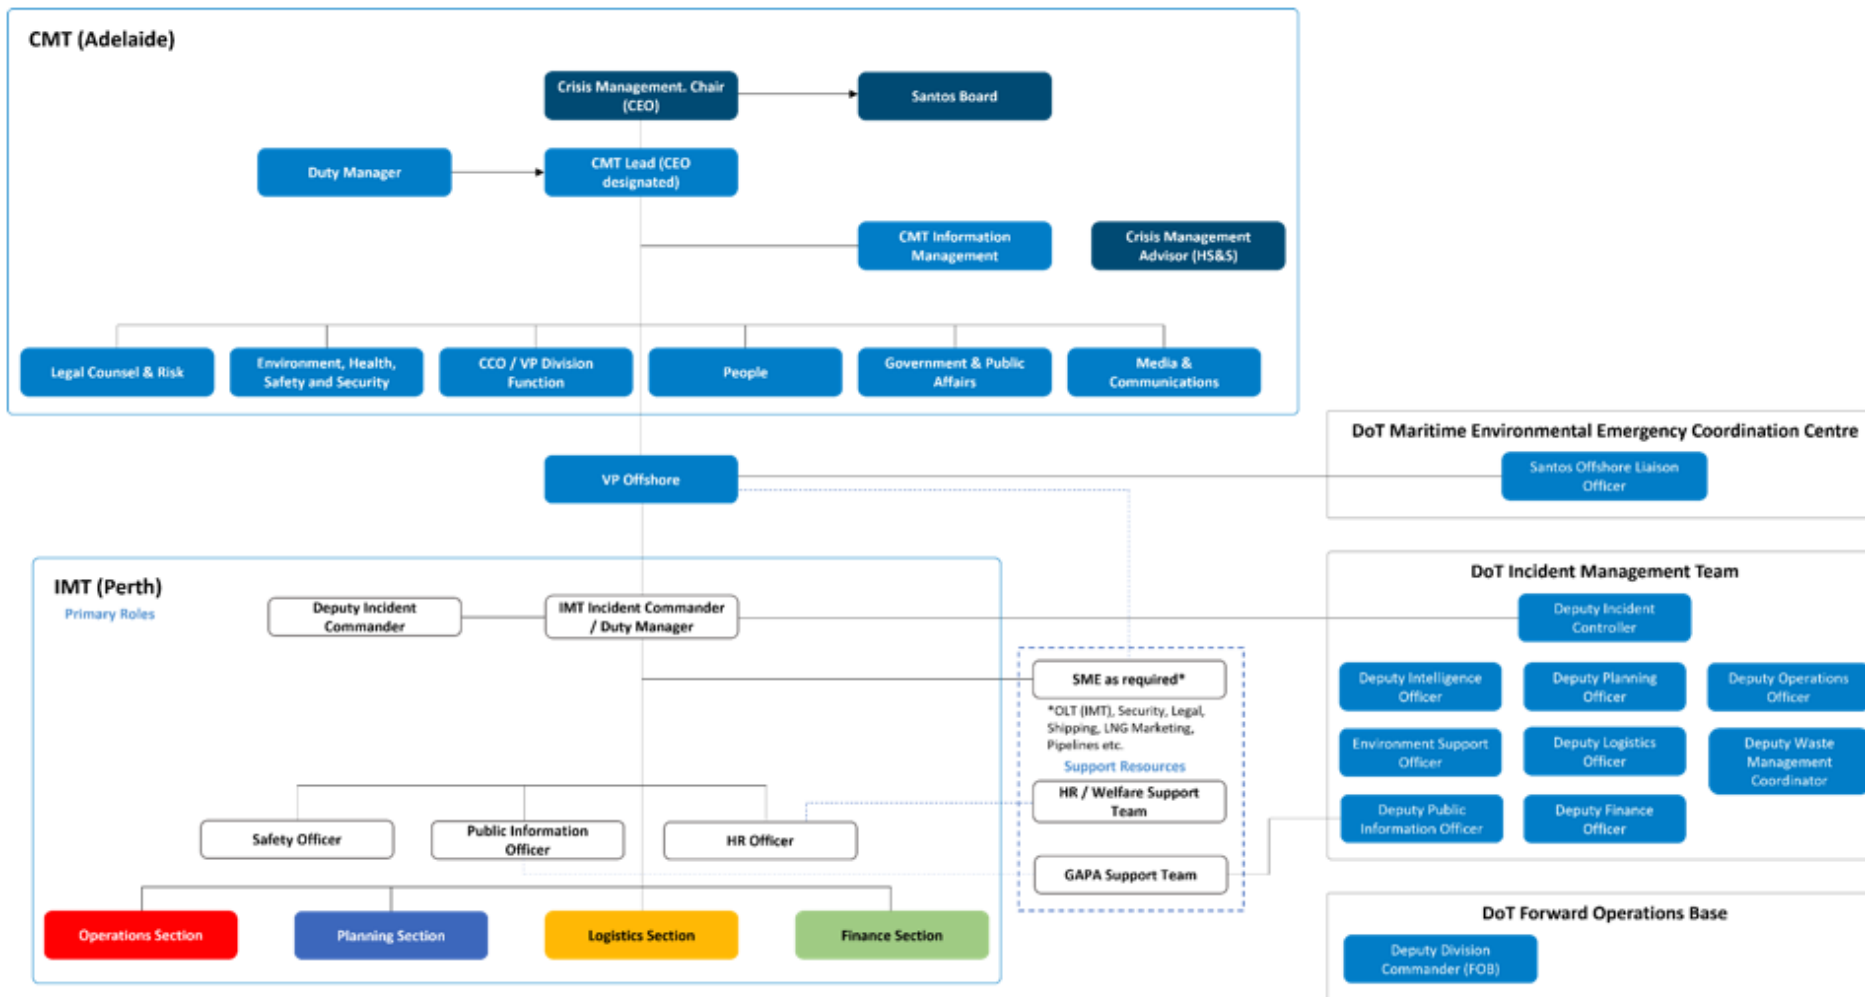 CMT (Adelaide)
Crisis Management. Chair
(CEO)
Santos Board
Duty Manager
CMT Lead (CEO
designated)
CMT Information
Management
Crisis Management
Advisor (HS&S)
Legal Counsel & Risk
Environment, Health,
Safety and Security
CCO / VP Division
Function
People
Government & Public
Affairs
Media &
Communications
DoT Maritime Environmental Emergency Coordination Centre
Santos Offshore Liaison
Officer
VP Offshore
IMT (Perth)
Primary Roles
Deputy Incident
Commander
IMT Incident Commander
/ Duty Manager
DoT Incident Management Team
Deputy Incident
Controller
SME as required*
*OLT (IMT), Security, Legal,
Shipping, LNG Marketing,
Pipelines etc.
Support Resources
HR / Welfare Support
Team
GAPA Support Team
Deputy Intelligence
Officer
Deputy Planning
Officer
Deputy Operations
Officer
Environment Support
Officer
Deputy Logistics
Officer
Deputy Waste
Management
Coordinator
Deputy Public
Information Officer
Deputy Finance
Officer
Safety Officer
Public Information
Officer
HR Officer
Operations Section
Planning Section
Logistics Section
Finance Section
DoT Forward Operations Base
Deputy Division
Commander (FOB)